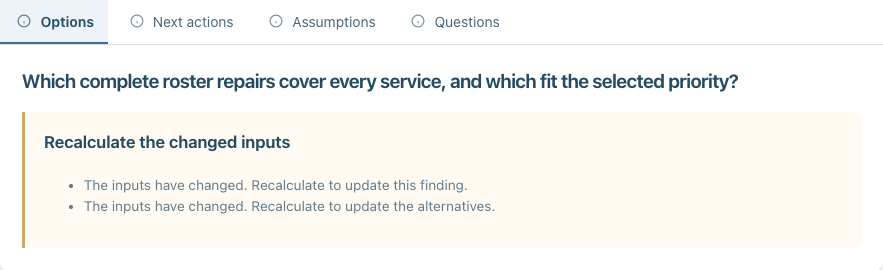 Options
Next actions
Assumptions
Questions
Which complete roster repairs cover every service, and which fit the selected priority?
Recalculate the changed inputs
The inputs have changed. Recalculate to update this finding.
The inputs have changed. Recalculate to update the alternatives.